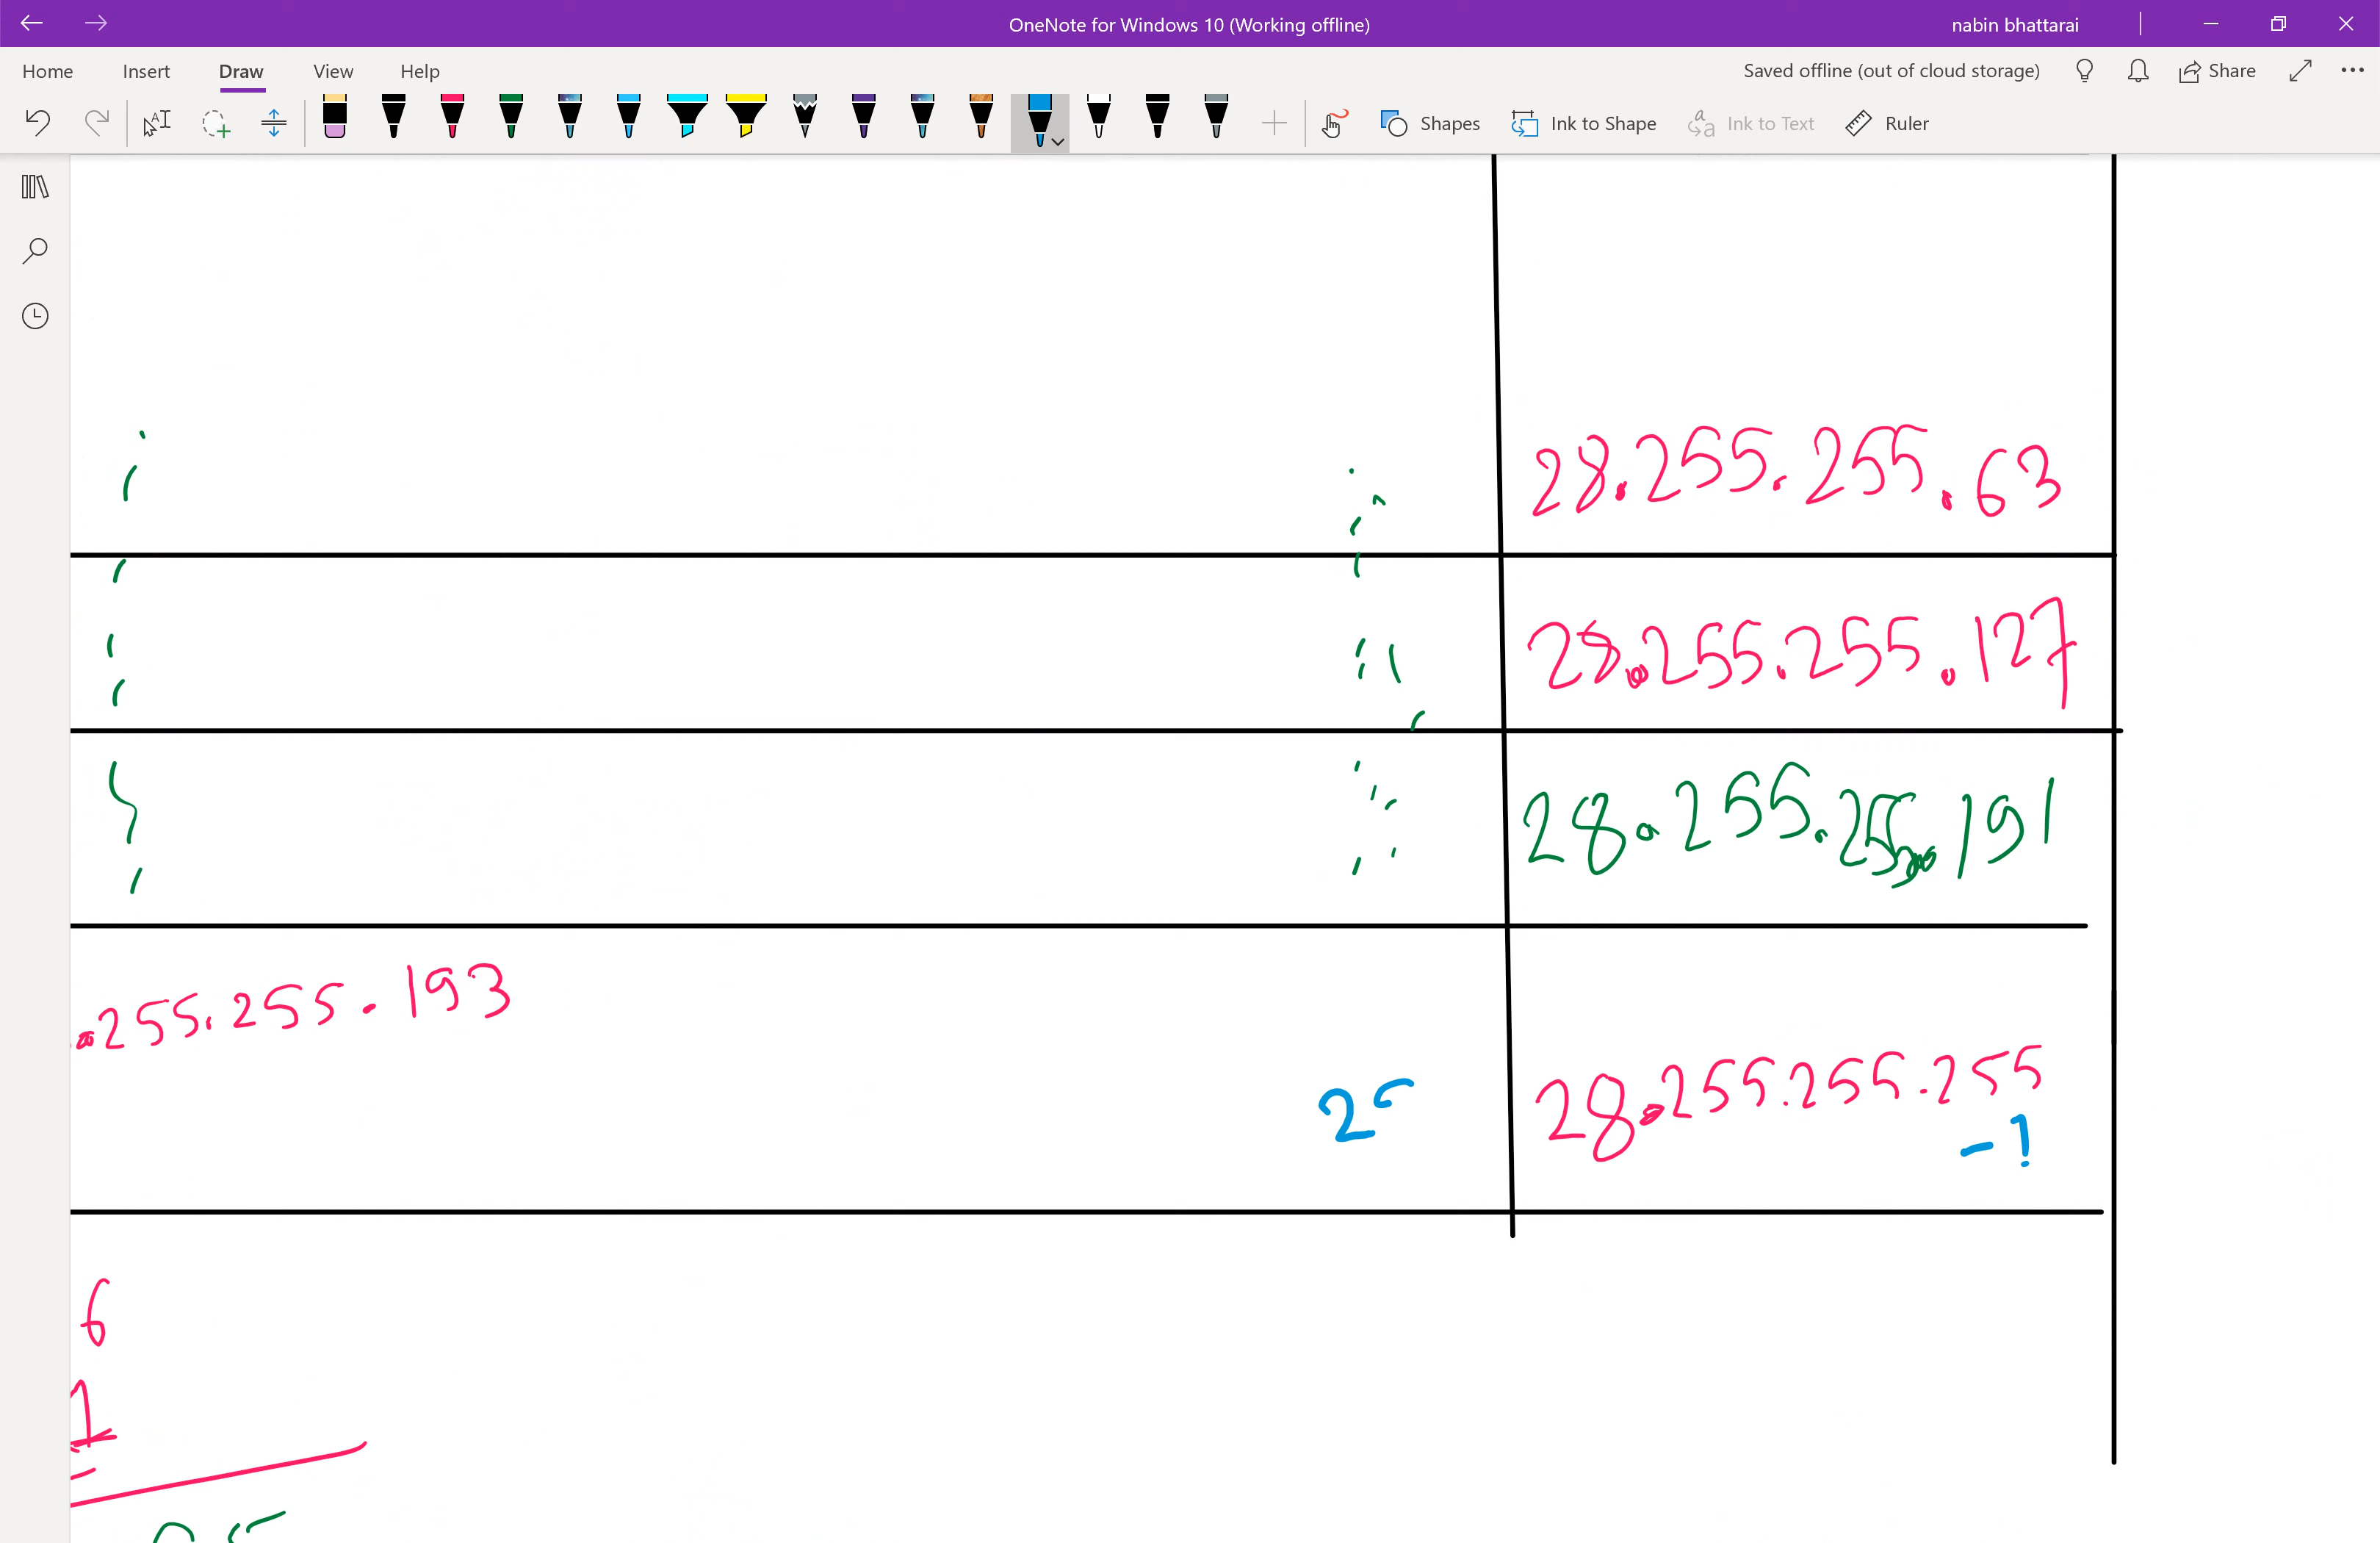 OneNote for Windows 10 (Working offline)
nabin bhattarai
Home Insert Draw View Help
Saved offline (out of cloud storage)
Share
Shapes
Ink to Shape
Ink to Text
Ruler
28.255.255.63
28.255.255.127
28.255.255.191
.255.255.193
25
28.255.255.255
-1
6
1